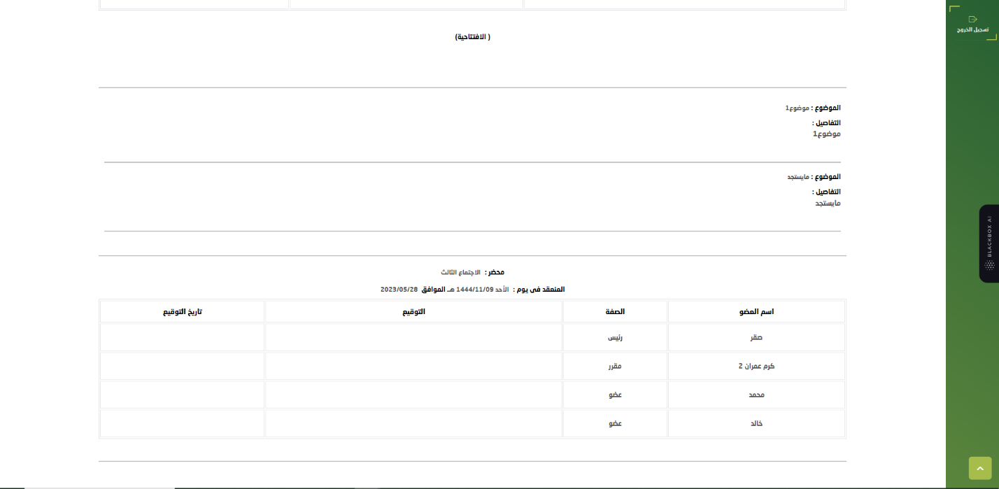 تسجيل الخروج
( الافتتاحية)
الموضوع : موضوع1
التفاصيل :
موضوع1
الموضوع : مايستجد
التفاصيل :
مايستجد
محضر : الاجتماع الثالث
المنعقد فى يوم : الأحد 1444/11/09 هـ الموافق 2023/05/28
اسم العضو الصفة التوقيع تاريخ التوقيع
صقر رئيس
كرم عمران 2 مقرر
محمد عضو
خالد عضو
BLACKBOX AI